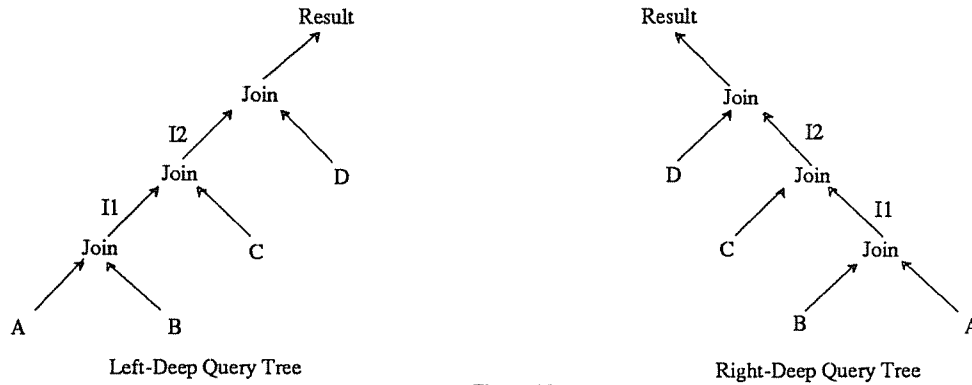 Result
Join
I2
Join
D
I1
Join
C
A
B
Left-Deep Query Tree
Result
Join
I2
D
Join
I1
C
Join
B
A
Right-Deep Query Tree